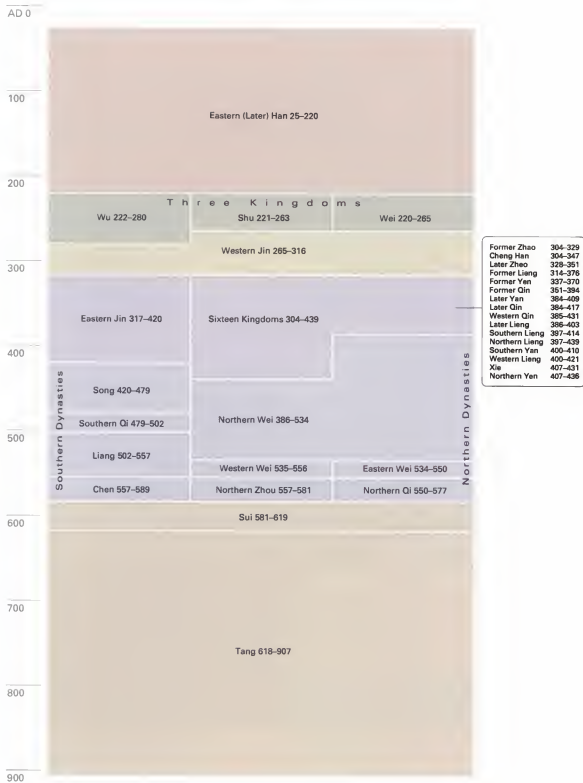 AD 0
100
Eastern (Later) Han 25–220
200
Three Kingdoms
Wu 222–280
Shu 221–263
Wei 220–265
Western Jin 265–316
300
Former Zhao 304–329
Cheng Han 304–347
Later Zheo 328–351
Former Liang 314–376
Former Yen 337–370
Former Qin 351–394
Later Yan 384–409
Later Qin 384–417
Western Qin 385–431
Later Lieng 386–403
Southern Lieng 397–414
Northern Lieng 397–439
Southern Yan 400–410
Western Lieng 400–421
Xie 407–431
Northern Yen 407–436
Eastern Jin 317–420
Sixteen Kingdoms 304–439
400
Southern Dynasties
Northern Dynasties
Song 420–479
Southern Qi 479–502
Northern Wei 386–534
500
Liang 502–557
Western Wei 535–556
Eastern Wei 534–550
Chen 557–589
Northern Zhou 557–581
Northern Qi 550–577
Sui 581–619
600
700
Tang 618–907
800
900